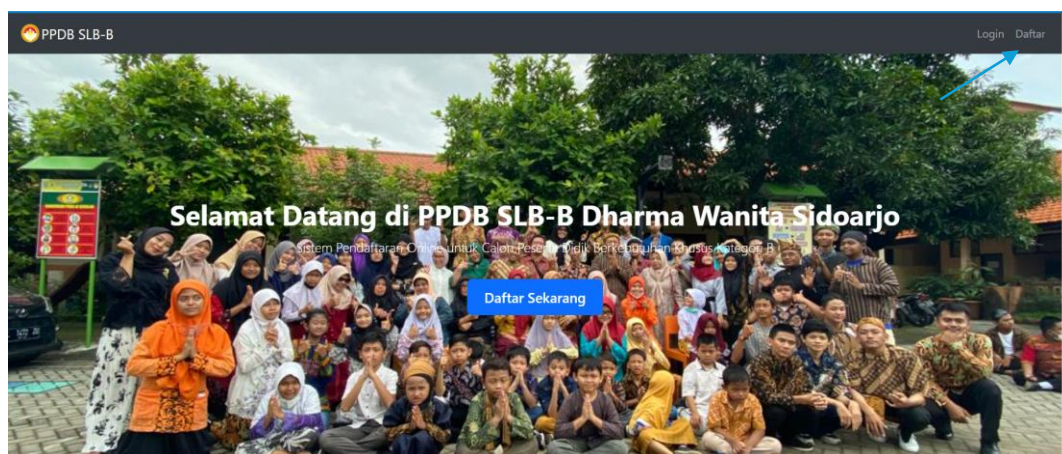 PPDB SLB-B
Login Daftar
Selamat Datang di PPDB SLB-B Dharma Wanita Sidoarjo
Sistem Pendaftaran Online untuk Calon Peserta Didik Berkebutuhan Khusus Kategori B
Daftar Sekarang